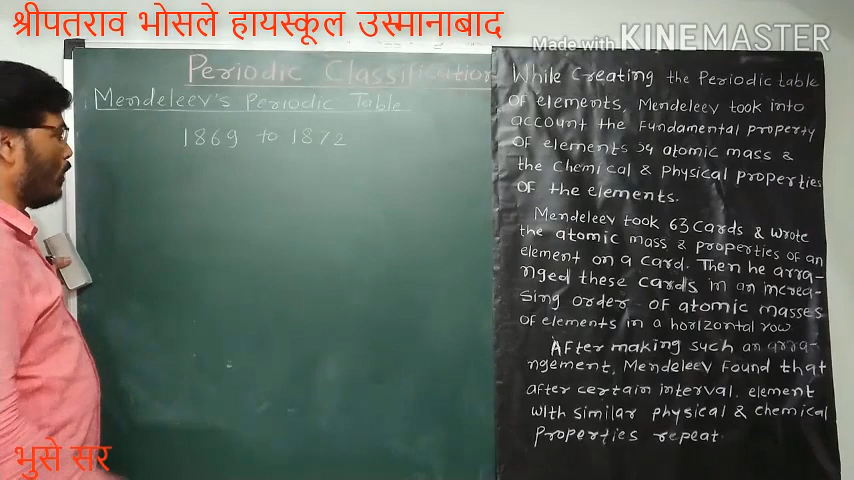 श्रीपतराव भोसले हायस्कूल उस्मानाबाद
Made with KINEMASTER
Periodic Classification
Mendeleev's Periodic Table
1869 to 1872
While Creating the Periodic table
OF elements, Mendeleev took into
account the Fundamental property
OF elements atomic mass &
the Chemical & physical properties
OF the elements.
Mendeleev took 63 Cards & wrote
the atomic mass & properties of an
element on a card. Then he arra-
nged these cards in an increa-
sing order of atomic masses
OF elements in a horizontal row
AFter making such an arra-
ngement, Mendeleev Found that
after certain interval. element
with similar physical & chemical
Properties repeat.
भुसे सर